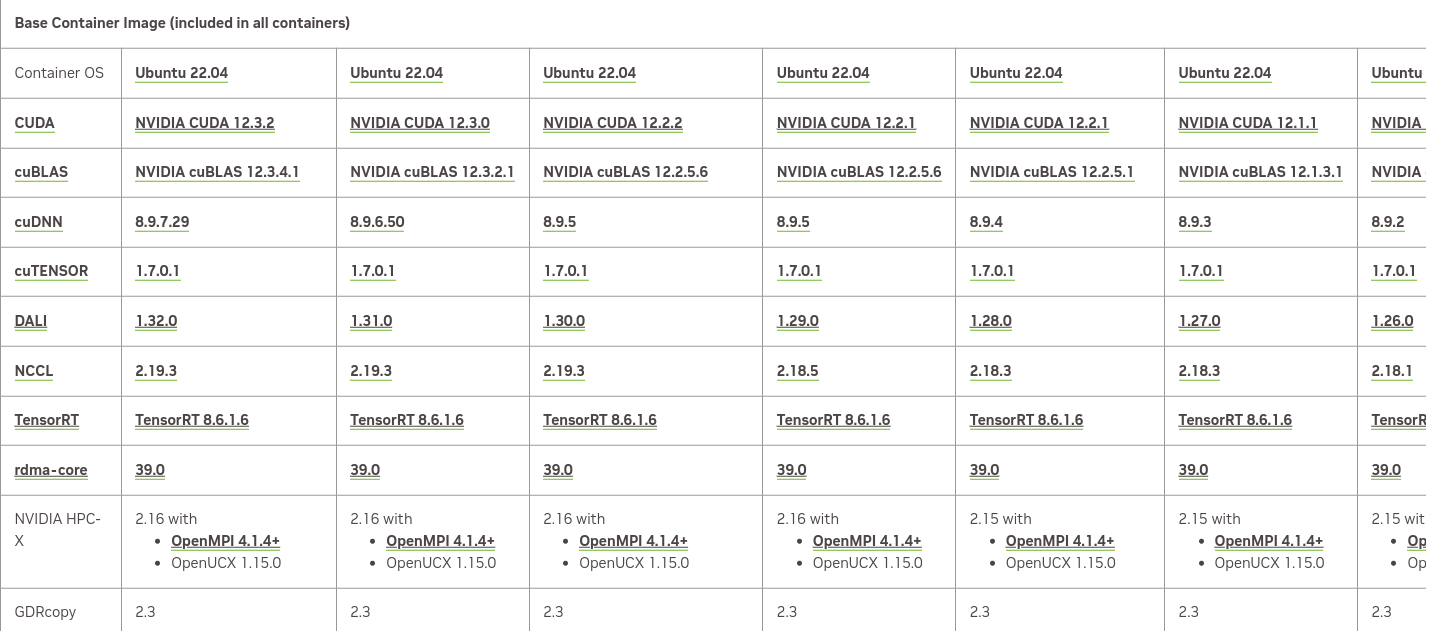 Base Container Image (included in all containers)
Container OS Ubuntu 22.04 Ubuntu 22.04 Ubuntu 22.04 Ubuntu 22.04 Ubuntu 22.04 Ubuntu 22.04 Ubuntu
CUDA NVIDIA CUDA 12.3.2 NVIDIA CUDA 12.3.0 NVIDIA CUDA 12.2.2 NVIDIA CUDA 12.2.1 NVIDIA CUDA 12.2.1 NVIDIA CUDA 12.1.1 NVIDIA
cuBLAS NVIDIA cuBLAS 12.3.4.1 NVIDIA cuBLAS 12.3.2.1 NVIDIA cuBLAS 12.2.5.6 NVIDIA cuBLAS 12.2.5.6 NVIDIA cuBLAS 12.2.5.1 NVIDIA cuBLAS 12.1.3.1 NVIDIA
cuDNN 8.9.7.29 8.9.6.50 8.9.5 8.9.5 8.9.4 8.9.3 8.9.2
cuTENSOR 1.7.0.1 1.7.0.1 1.7.0.1 1.7.0.1 1.7.0.1 1.7.0.1 1.7.0.1
DALI 1.32.0 1.31.0 1.30.0 1.29.0 1.28.0 1.27.0 1.26.0
NCCL 2.19.3 2.19.3 2.19.3 2.18.5 2.18.3 2.18.3 2.18.1
TensorRT TensorRT 8.6.1.6 TensorRT 8.6.1.6 TensorRT 8.6.1.6 TensorRT 8.6.1.6 TensorRT 8.6.1.6 TensorRT 8.6.1.6 TensorR
rdma-core 39.0 39.0 39.0 39.0 39.0 39.0 39.0
NVIDIA HPC- 2.16 with 2.16 with 2.16 with 2.16 with 2.15 with 2.15 with 2.15 wit
X • OpenMPI 4.1.4+ • OpenMPI 4.1.4+ • OpenMPI 4.1.4+ • OpenMPI 4.1.4+ • OpenMPI 4.1.4+ • OpenMPI 4.1.4+ • Op
• OpenUCX 1.15.0 • OpenUCX 1.15.0 • OpenUCX 1.15.0 • OpenUCX 1.15.0 • OpenUCX 1.15.0 • OpenUCX 1.15.0 • Op
GDRcopy 2.3 2.3 2.3 2.3 2.3 2.3 2.3